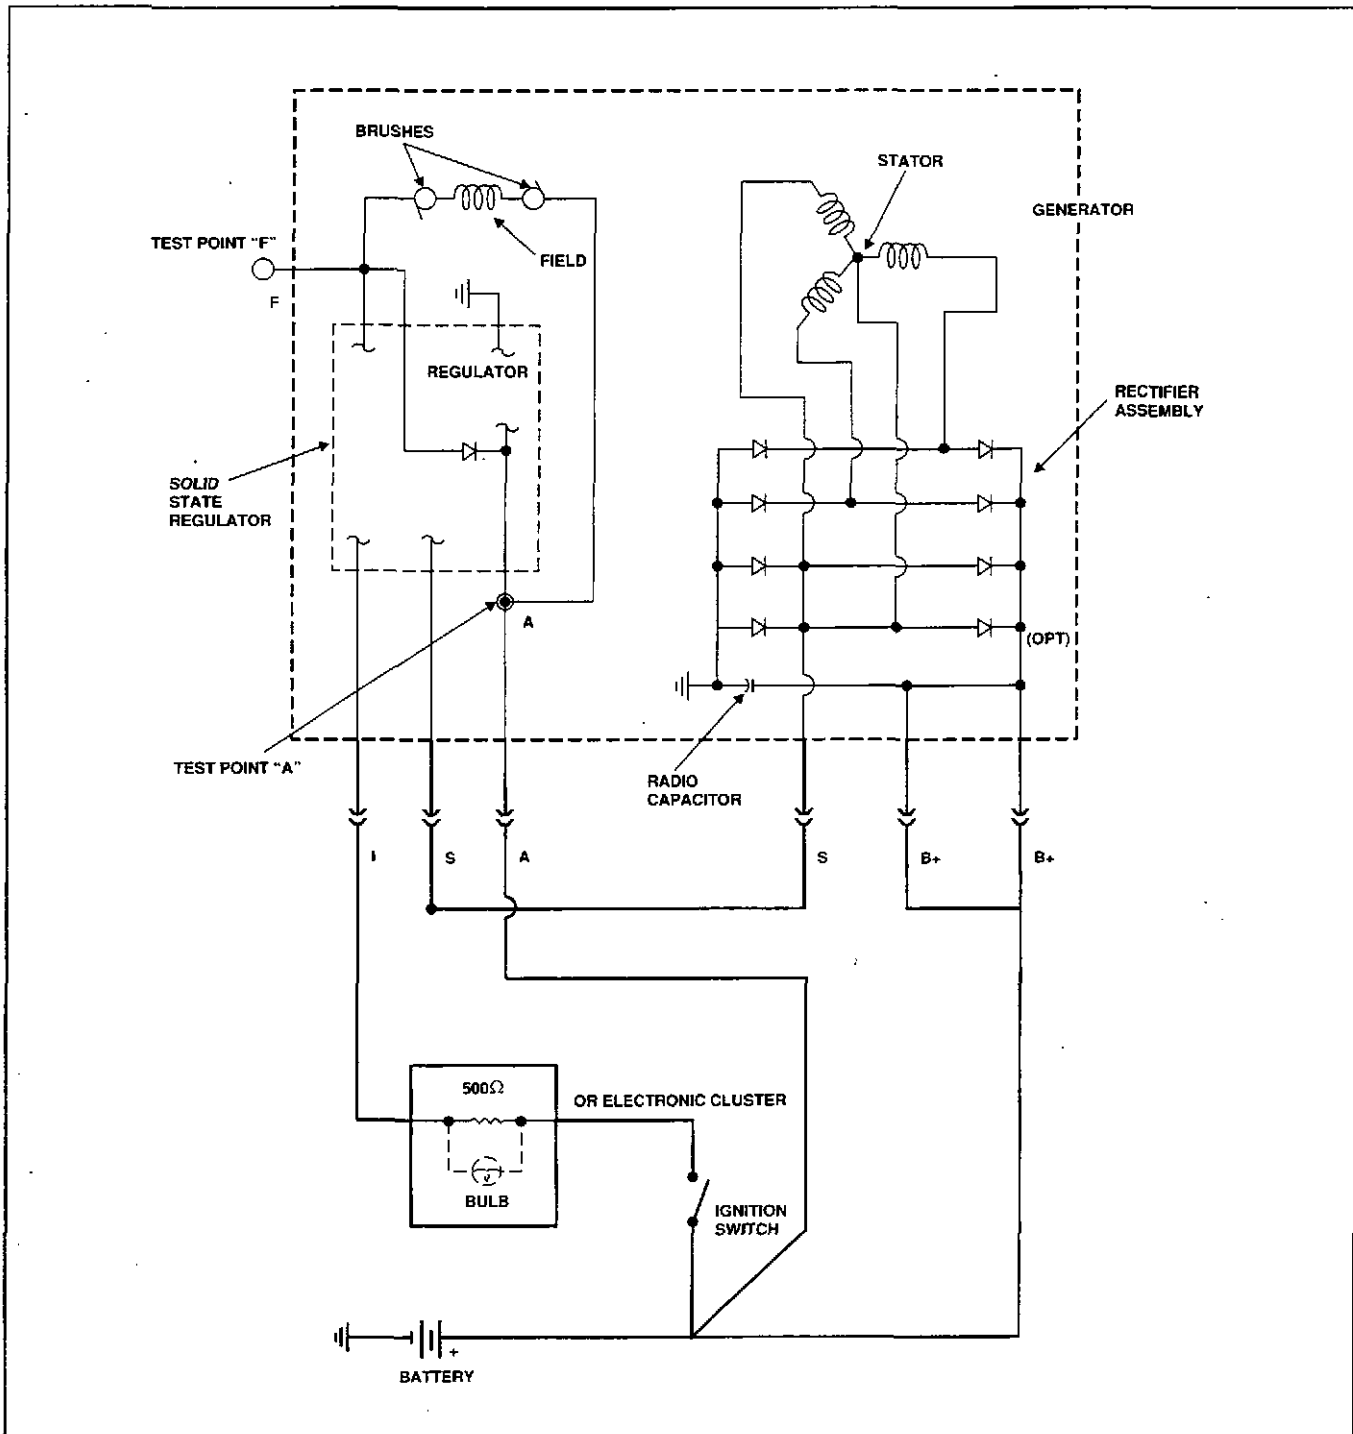 BRUSHES
STATOR
GENERATOR
TEST POINT "F"
FIELD
F
REGULATOR
RECTIFIER
ASSEMBLY
SOLID
STATE
REGULATOR
A
(OPT)
TEST POINT "A"
RADIO
CAPACITOR
I
S
A
S
B+
B+
500Ω
OR ELECTRONIC CLUSTER
BULB
IGNITION
SWITCH
+
BATTERY